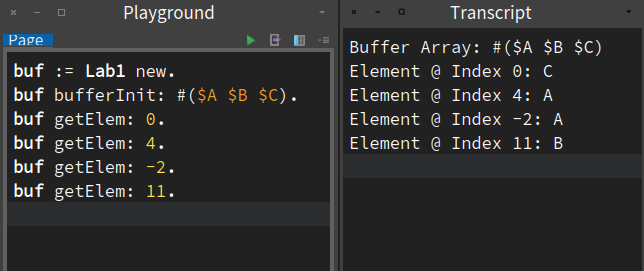 Playground
Page
buf := Lab1 new.
buf bufferInit: #($A $B $C).
buf getElem: 0.
buf getElem: 4.
buf getElem: -2.
buf getElem: 11.
Transcript
Buffer Array: #($A $B $C)
Element @ Index 0: C
Element @ Index 4: A
Element @ Index -2: A
Element @ Index 11: B